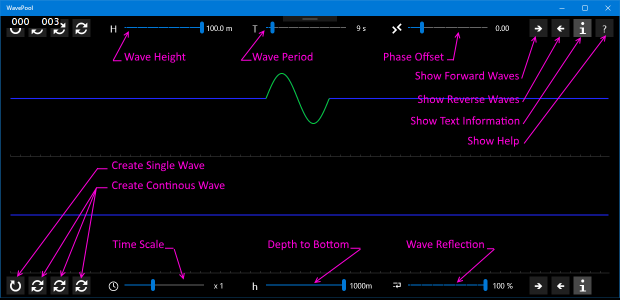 WavePool
000 003
H 100.0 m T 9 s 0.00 ?
Wave Height Wave Period Phase Offset
Show Forward Waves
Show Reverse Waves
Show Text Information
Show Help
Create Single Wave
Create Continous Wave
Time Scale Depth to Bottom Wave Reflection
x 1 h 1000m 100 %